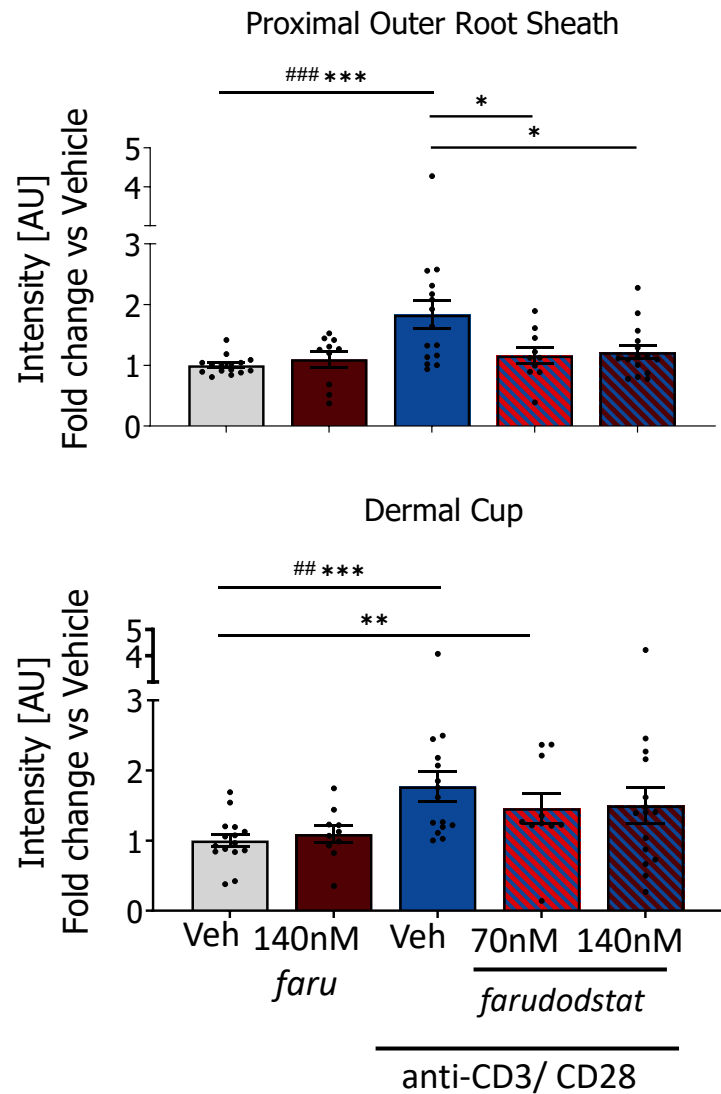 Proximal Outer Root Sheath
### ***
*
*
Intensity [AU]
Fold change vs Vehicle
5
4
3
2
1
0
Dermal Cup
## ***
**
Intensity [AU]
Fold change vs Vehicle
5
4
3
2
1
0
Veh 140nM Veh 70nM 140nM
faru farudodstat
anti-CD3/ CD28